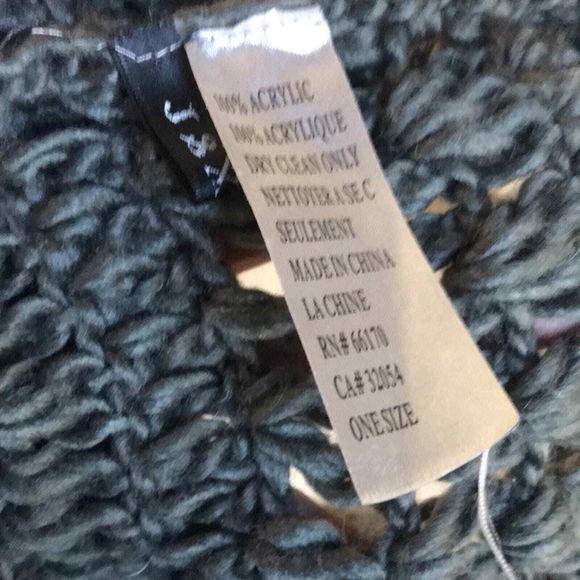 J &
100% ACRYLIC
100% ACRYLIQUE
DRY CLEAN ONLY
NETTOYER A SE C
SEULEMENT
MADE IN CHINA
LA CHINE
RN# 66170
CA# 32054
ONE SIZE